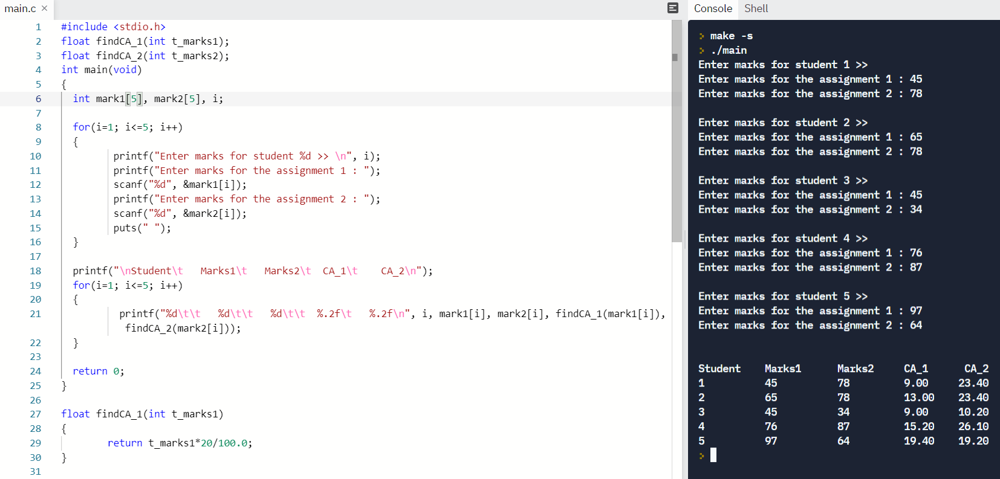 main.c ×
1 #include <stdio.h>
2 float findCA_1(int t_marks1);
3 float findCA_2(int t_marks2);
4 int main(void)
5 {
6 int mark1[5], mark2[5], i;
7
8 for(i=1; i<=5; i++)
9 {
10 printf("Enter marks for student %d >> \n", i);
11 printf("Enter marks for the assignment 1 : ");
12 scanf("%d", &mark1[i]);
13 printf("Enter marks for the assignment 2 : ");
14 scanf("%d", &mark2[i]);
15 puts(" ");
16 }
17
18 printf("\nStudent\t   Marks1\t   Marks2\t  CA_1\t    CA_2\n");
19 for(i=1; i<=5; i++)
20 {
21 printf("%d\t\t   %d\t\t   %d\t\t  %.2f\t   %.2f\n", i, mark1[i], mark2[i], findCA_1(mark1[i]),
findCA_2(mark2[i]));
22 }
23
24 return 0;
25 }
26
27 float findCA_1(int t_marks1)
28 {
29 return t_marks1*20/100.0;
30 }
31
Console Shell
> make -s
> ./main
Enter marks for student 1 >>
Enter marks for the assignment 1 : 45
Enter marks for the assignment 2 : 78
Enter marks for student 2 >>
Enter marks for the assignment 1 : 65
Enter marks for the assignment 2 : 78
Enter marks for student 3 >>
Enter marks for the assignment 1 : 45
Enter marks for the assignment 2 : 34
Enter marks for student 4 >>
Enter marks for the assignment 1 : 76
Enter marks for the assignment 2 : 87
Enter marks for student 5 >>
Enter marks for the assignment 1 : 97
Enter marks for the assignment 2 : 64
Student Marks1 Marks2 CA_1 CA_2
1 45 78 9.00 23.40
2 65 78 13.00 23.40
3 45 34 9.00 10.20
4 76 87 15.20 26.10
5 97 64 19.40 19.20
>